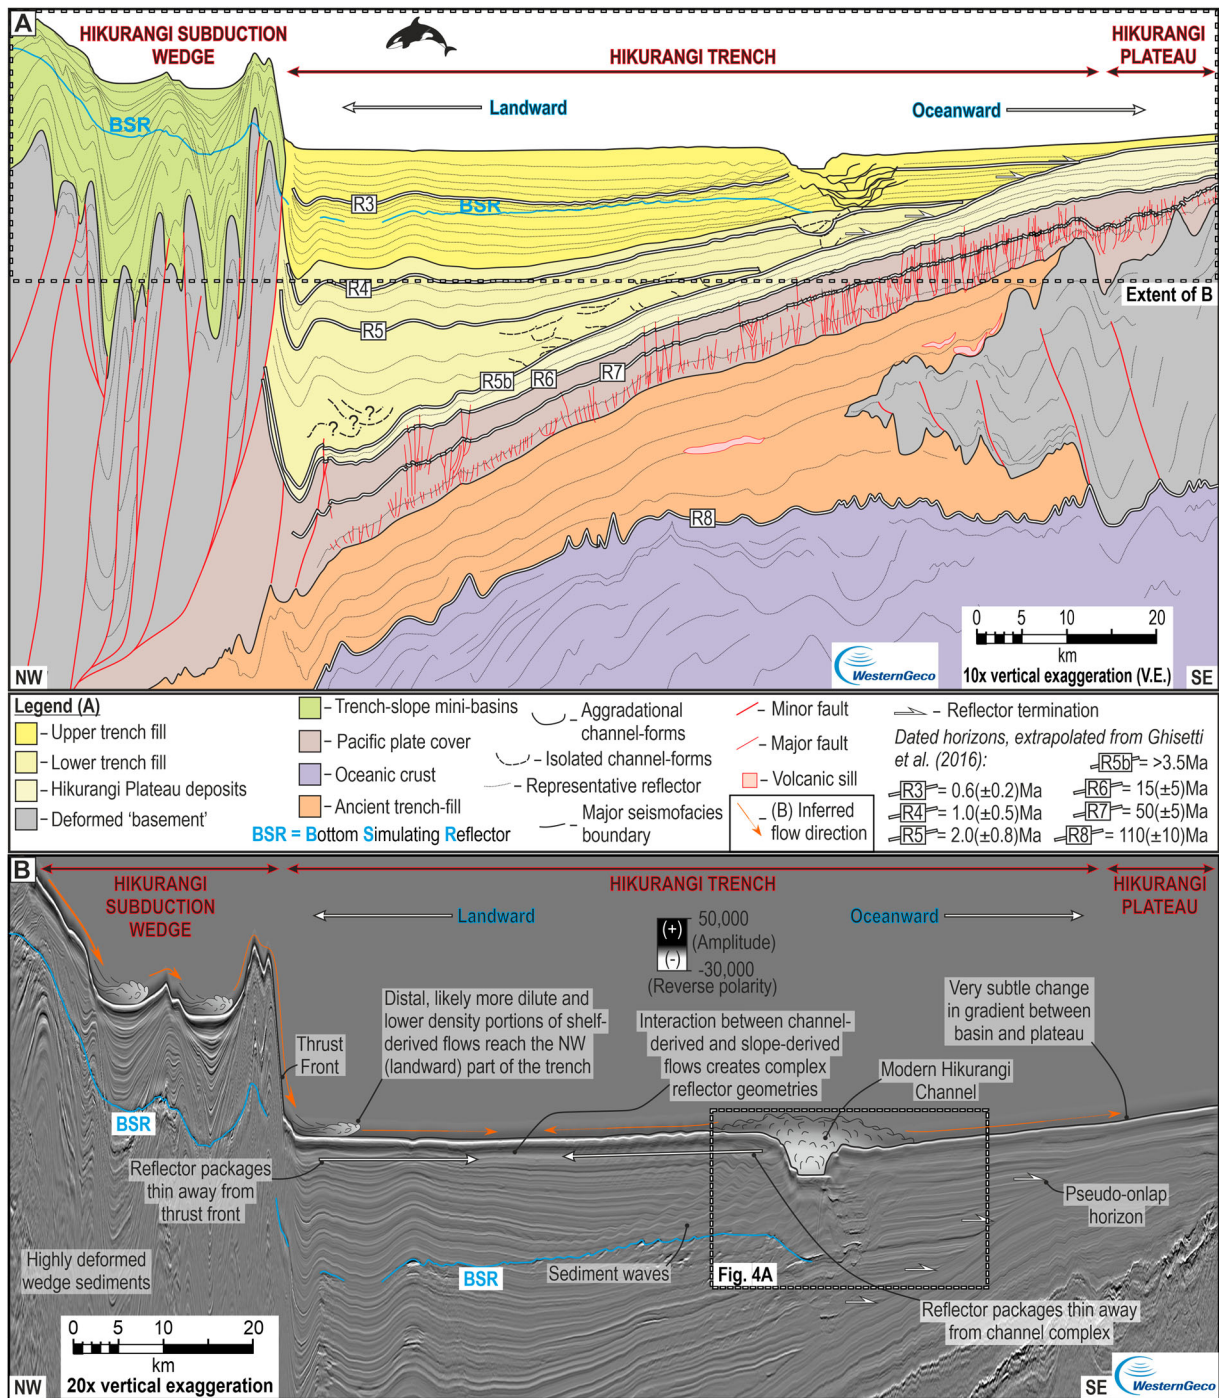 A
HIKURANGI SUBDUCTION
WEDGE
HIKURANGI TRENCH
HIKURANGI
PLATEAU
Landward
Oceanward
BSR
R3
BSR
R4
Extent of B
R5
R5b
R6
R7
? ? ?
R8
0 5 10 20
km
10x vertical exaggeration (V.E.)
WesternGeco
NW
SE
Legend (A)
– Upper trench fill
– Lower trench fill
– Hikurangi Plateau deposits
– Deformed ‘basement’
– Trench-slope mini-basins
– Pacific plate cover
– Oceanic crust
– Ancient trench-fill
BSR = Bottom Simulating Reflector
– Aggradational
channel-forms
– Isolated channel-forms
– Representative reflector
– Major seismofacies
boundary
– Minor fault
– Major fault
– Volcanic sill
– (B) Inferred
flow direction
– Reflector termination
Dated horizons, extrapolated from Ghisetti
et al. (2016):
R5b = >3.5Ma
R3 = 0.6(±0.2)Ma
R6 = 15(±5)Ma
R4 = 1.0(±0.5)Ma
R7 = 50(±5)Ma
R5 = 2.0(±0.8)Ma
R8 = 110(±10)Ma
B
HIKURANGI
SUBDUCTION
WEDGE
HIKURANGI TRENCH
HIKURANGI
PLATEAU
Landward
Oceanward
(+)
(-)
50,000
(Amplitude)
-30,000
(Reverse polarity)
Distal, likely more dilute and
lower density portions of shelf-
derived flows reach the NW
(landward) part of the trench
Interaction between channel-
derived and slope-derived
flows creates complex
reflector geometries
Very subtle change
in gradient between
basin and plateau
Thrust
Front
Modern Hikurangi
Channel
BSR
Reflector packages
thin away from
thrust front
Pseudo-onlap
horizon
Highly deformed
wedge sediments
BSR
Sediment waves
Fig. 4A
Reflector packages thin away
from channel complex
0 5 10 20
km
20x vertical exaggeration
NW
SE
WesternGeco